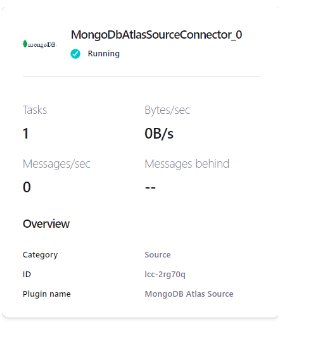 MongoDbAtlasSourceConnector_0
mongoDB
Running
Tasks
Bytes/sec
1
0B/s
Messages/sec
Messages behind
0
--
Overview
Category
Source
ID
lcc-2rg70q
Plugin name
MongoDB Atlas Source